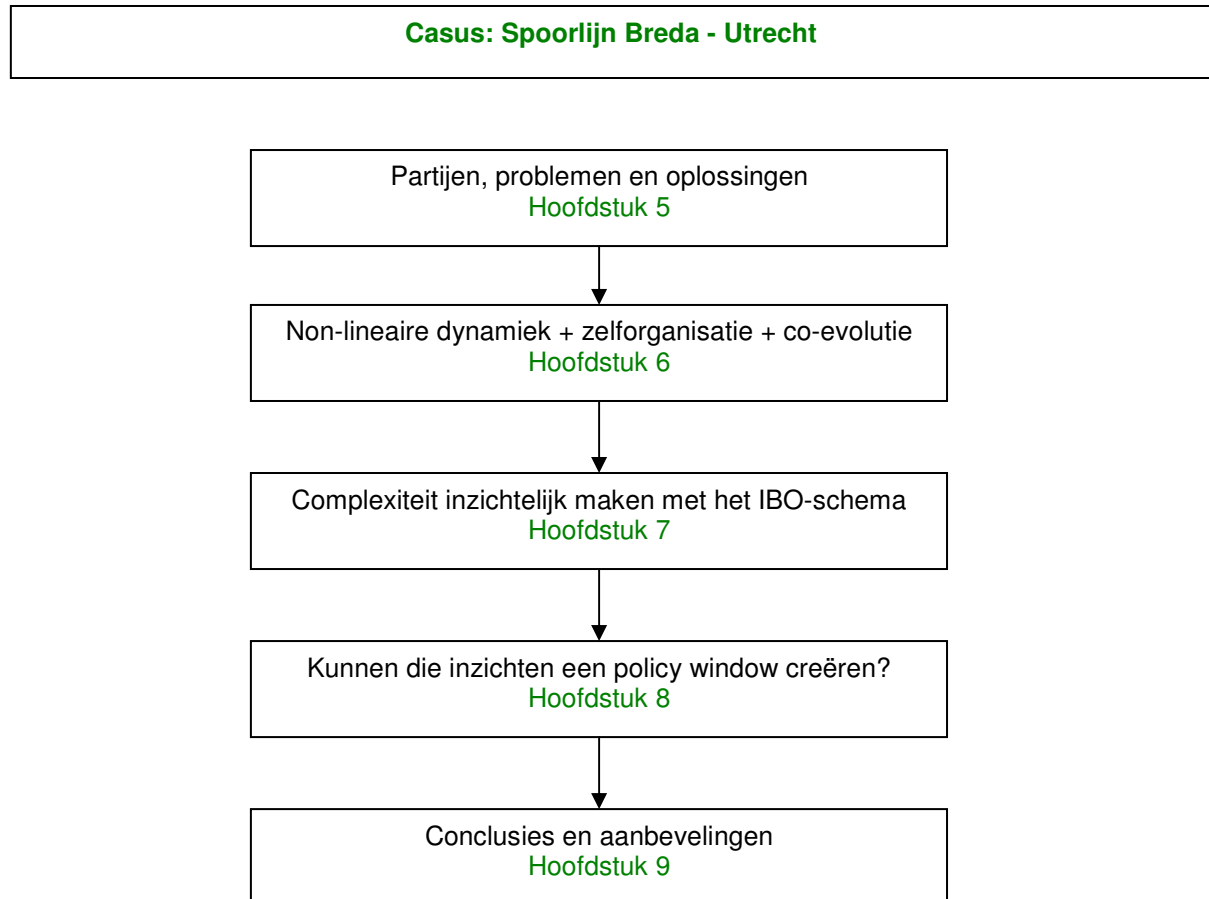 Casus: Spoorlijn Breda - Utrecht
Partijen, problemen en oplossingen
Hoofdstuk 5
Non-lineaire dynamiek + zelforganisatie + co-evolutie
Hoofdstuk 6
Complexiteit inzichtelijk maken met het IBO-schema
Hoofdstuk 7
Kunnen die inzichten een policy window creëren?
Hoofdstuk 8
Conclusies en aanbevelingen
Hoofdstuk 9